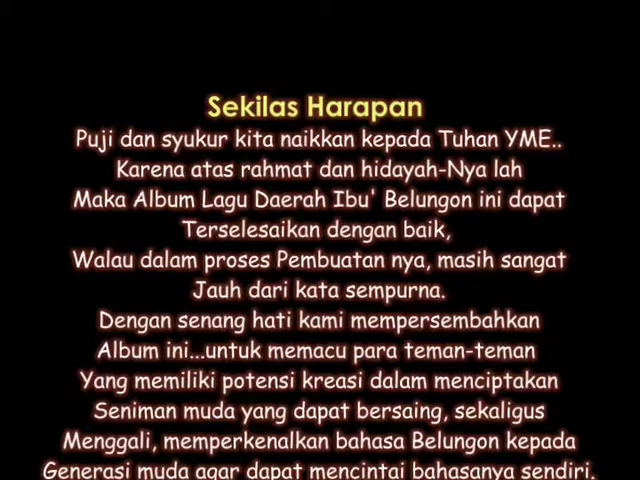 Sekilas Harapan
Puji dan syukur kita naikkan kepada Tuhan YME..
Karena atas rahmat dan hidayah-Nya lah
Maka Album Lagu Daerah Ibu' Belungon ini dapat
Terselesaikan dengan baik,
Walau dalam proses Pembuatan nya, masih sangat
Jauh dari kata sempurna.
Dengan senang hati kami mempersembahkan
Album ini...untuk memacu para teman-teman
Yang memiliki potensi kreasi dalam menciptakan
Seniman muda yang dapat bersaing, sekaligus
Menggali, memperkenalkan bahasa Belungon kepada
Generasi muda agar dapat mencintai bahasanya sendiri.